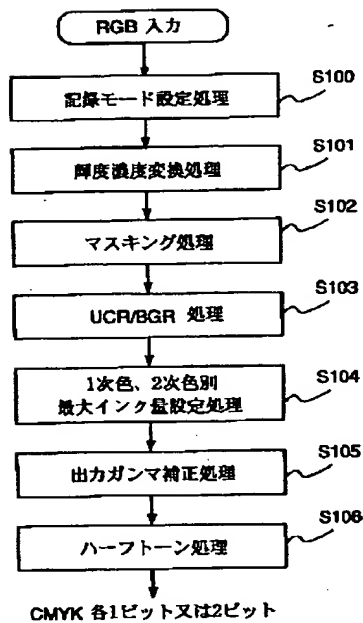 RGB 入力
S100
記録モード設定処理
S101
輝度濃度変換処理
S102
マスキング処理
S103
UCR/BGR 処理
S104
1次色、2次色別
最大インク量設定処理
S105
出力ガンマ補正処理
S106
ハーフトーン処理
CMYK 各1ビット又は2ビット